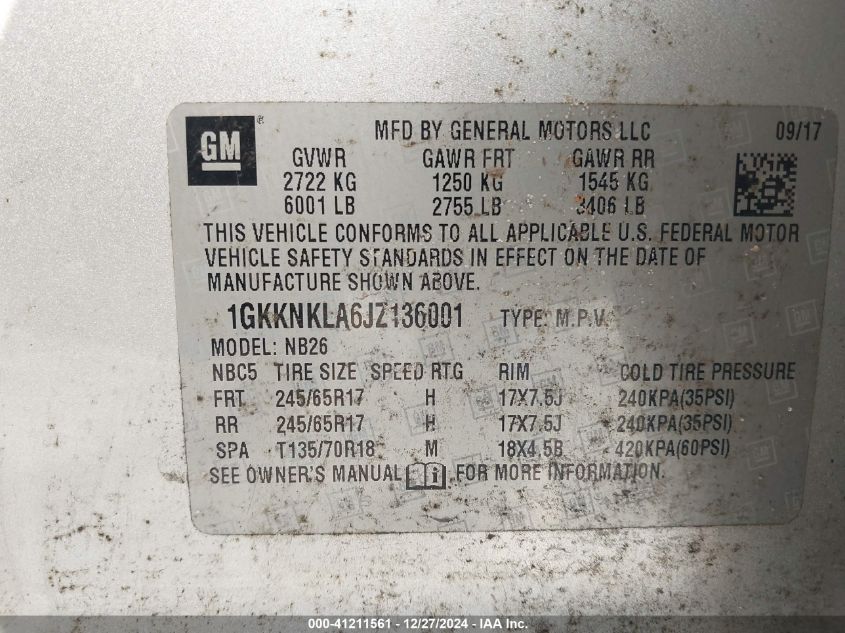 GM ® MFD BY GENERAL MOTORS LLC 09/17
GVWR GAWR FRT GAWR RR
2722 KG 1250 KG 1545 KG
6001 LB 2755 LB 3406 LB
THIS VEHICLE CONFORMS TO ALL APPLICABLE U.S. FEDERAL MOTOR
VEHICLE SAFETY STANDARDS IN EFFECT ON THE DATE OF
MANUFACTURE SHOWN ABOVE.
1GKKNKLA6JZ136001 TYPE: M.P.V.
MODEL: NB26
NBC5 TIRE SIZE SPEED RTG RIM COLD TIRE PRESSURE
FRT 245/65R17 H 17X7.5J 240KPA(35PSI)
RR 245/65R17 H 17X7.5J 240KPA(35PSI)
SPA T135/70R18 M 18X4.5B 420KPA(60PSI)
SEE OWNER'S MANUAL FOR MORE INFORMATION.
000-41211561 - 12/27/2024 - IAA Inc.